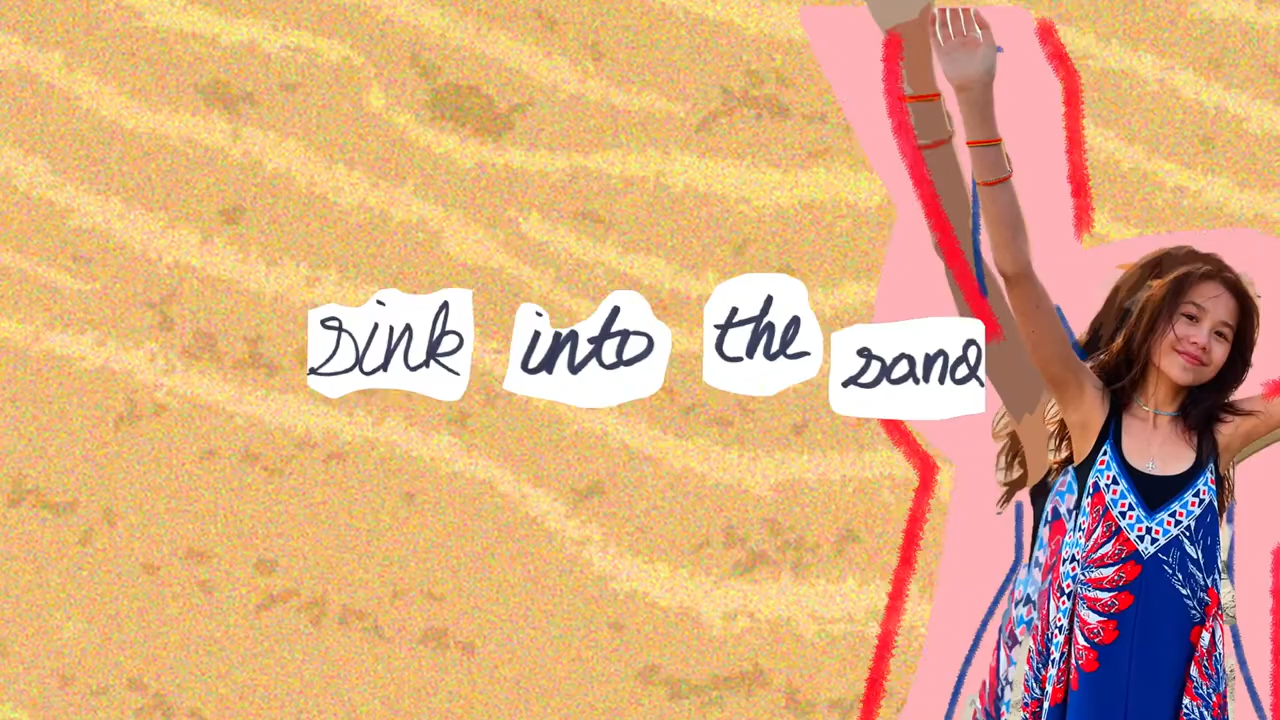 sink into the sand